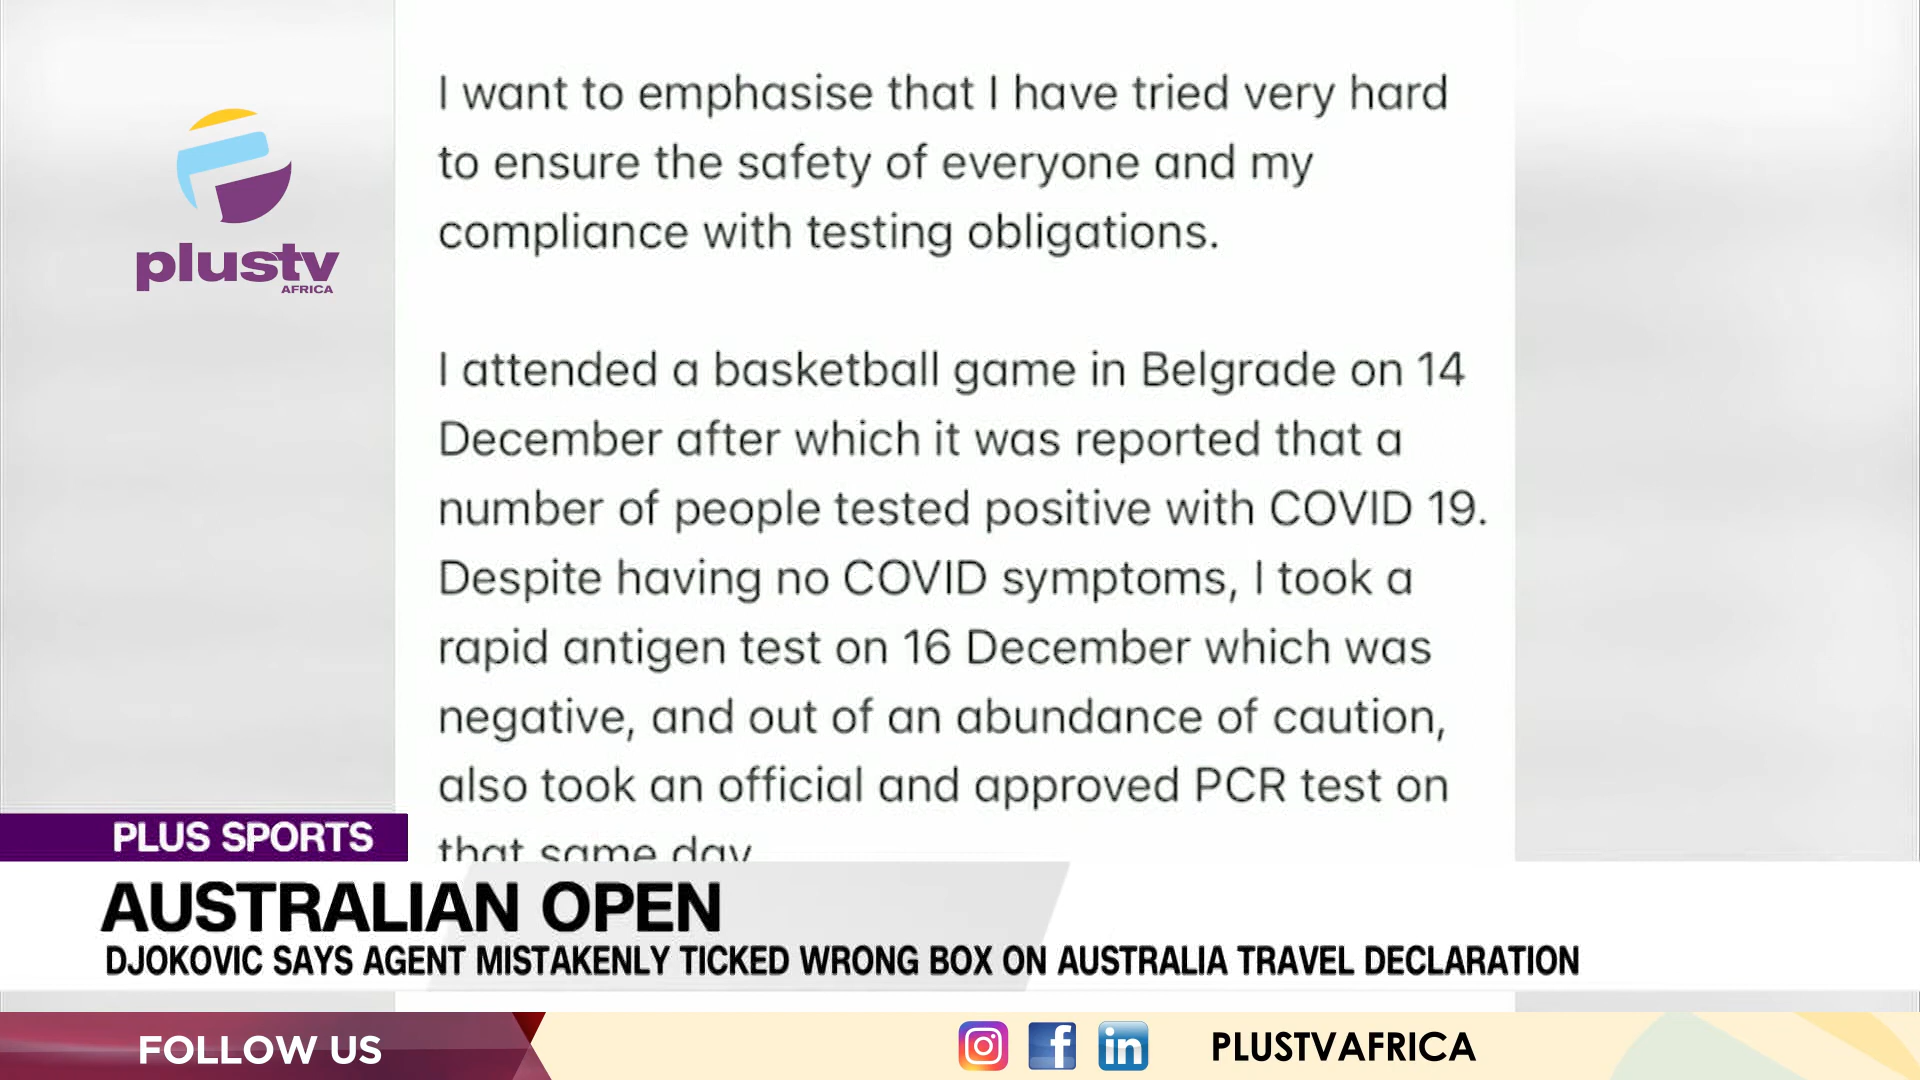 I want to emphasise that I have tried very hard
to ensure the safety of everyone and my
compliance with testing obligations.
plustv
AFRICA
I attended a basketball game in Belgrade on 14
December after which it was reported that a
number of people tested positive with COVID 19.
Despite having no COVID symptoms, I took a
rapid antigen test on 16 December which was
negative, and out of an abundance of caution,
also took an official and approved PCR test on
that same day
PLUS SPORTS
AUSTRALIAN OPEN
DJOKOVIC SAYS AGENT MISTAKENLY TICKED WRONG BOX ON AUSTRALIA TRAVEL DECLARATION
FOLLOW US
PLUSTVAFRICA